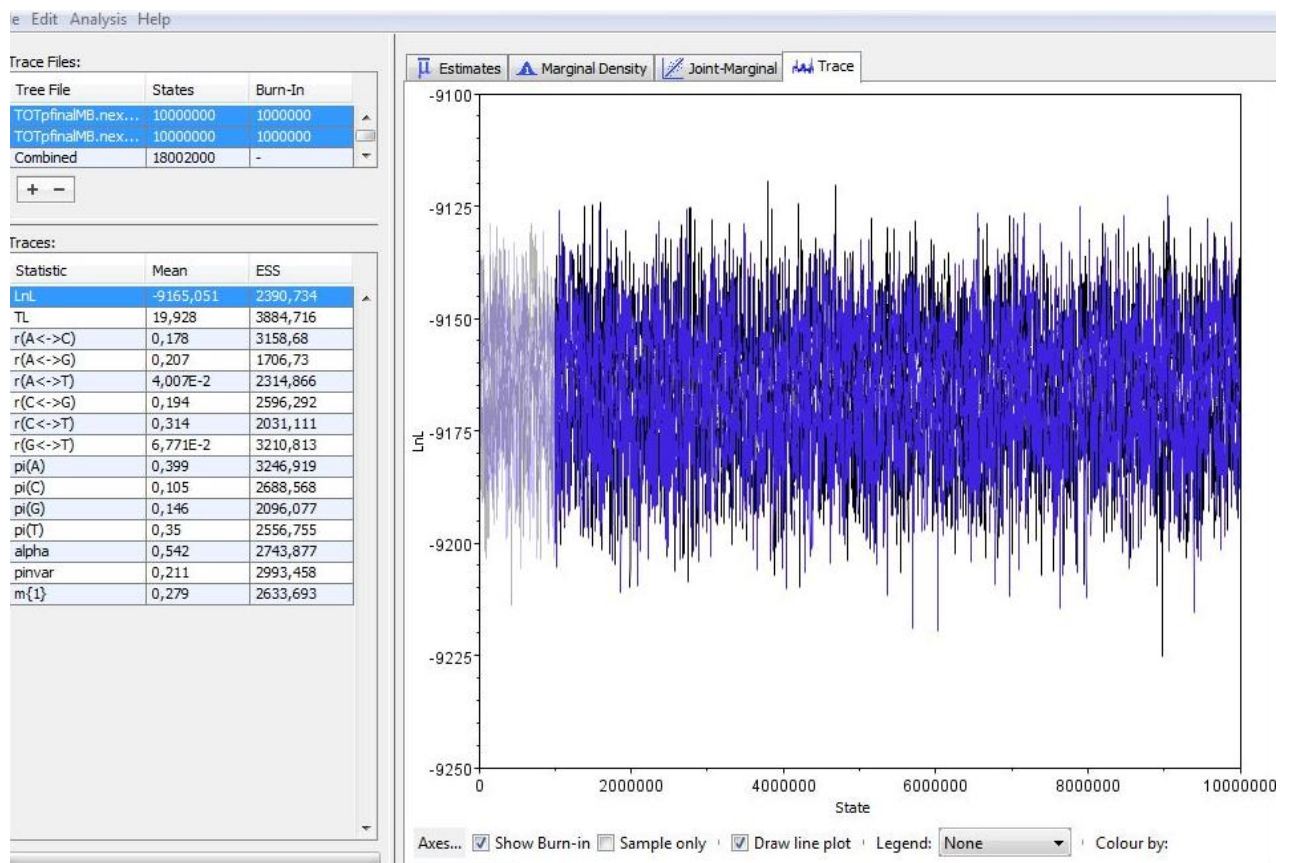 e Edit Analysis Help
Trace Files:
Tree File States Burn-In
TOTpfinalMB.nex... 10000000 1000000
TOTpfinalMB.nex... 10000000 1000000
Combined 18002000 -
+ -
Traces:
Statistic Mean ESS
LnL -9165,051 2390,734
TL 19,928 3884,716
r(A<->C) 0,178 3158,68
r(A<->G) 0,207 1706,73
r(A<->T) 4,007E-2 2314,866
r(C<->G) 0,194 2596,292
r(C<->T) 0,314 2031,111
r(G<->T) 6,771E-2 3210,813
pi(A) 0,399 3246,919
pi(C) 0,105 2688,568
pi(G) 0,146 2096,077
pi(T) 0,35 2556,755
alpha 0,542 2743,877
pinvar 0,211 2993,458
m{1} 0,279 2633,693
Estimates Marginal Density Joint-Marginal Trace
-9100
-9125
-9150
-9175
-9200
-9225
-9250
LnL
0 2000000 4000000 6000000 8000000 10000000
State
Axes... Show Burn-in Sample only Draw line plot Legend: None Colour by: